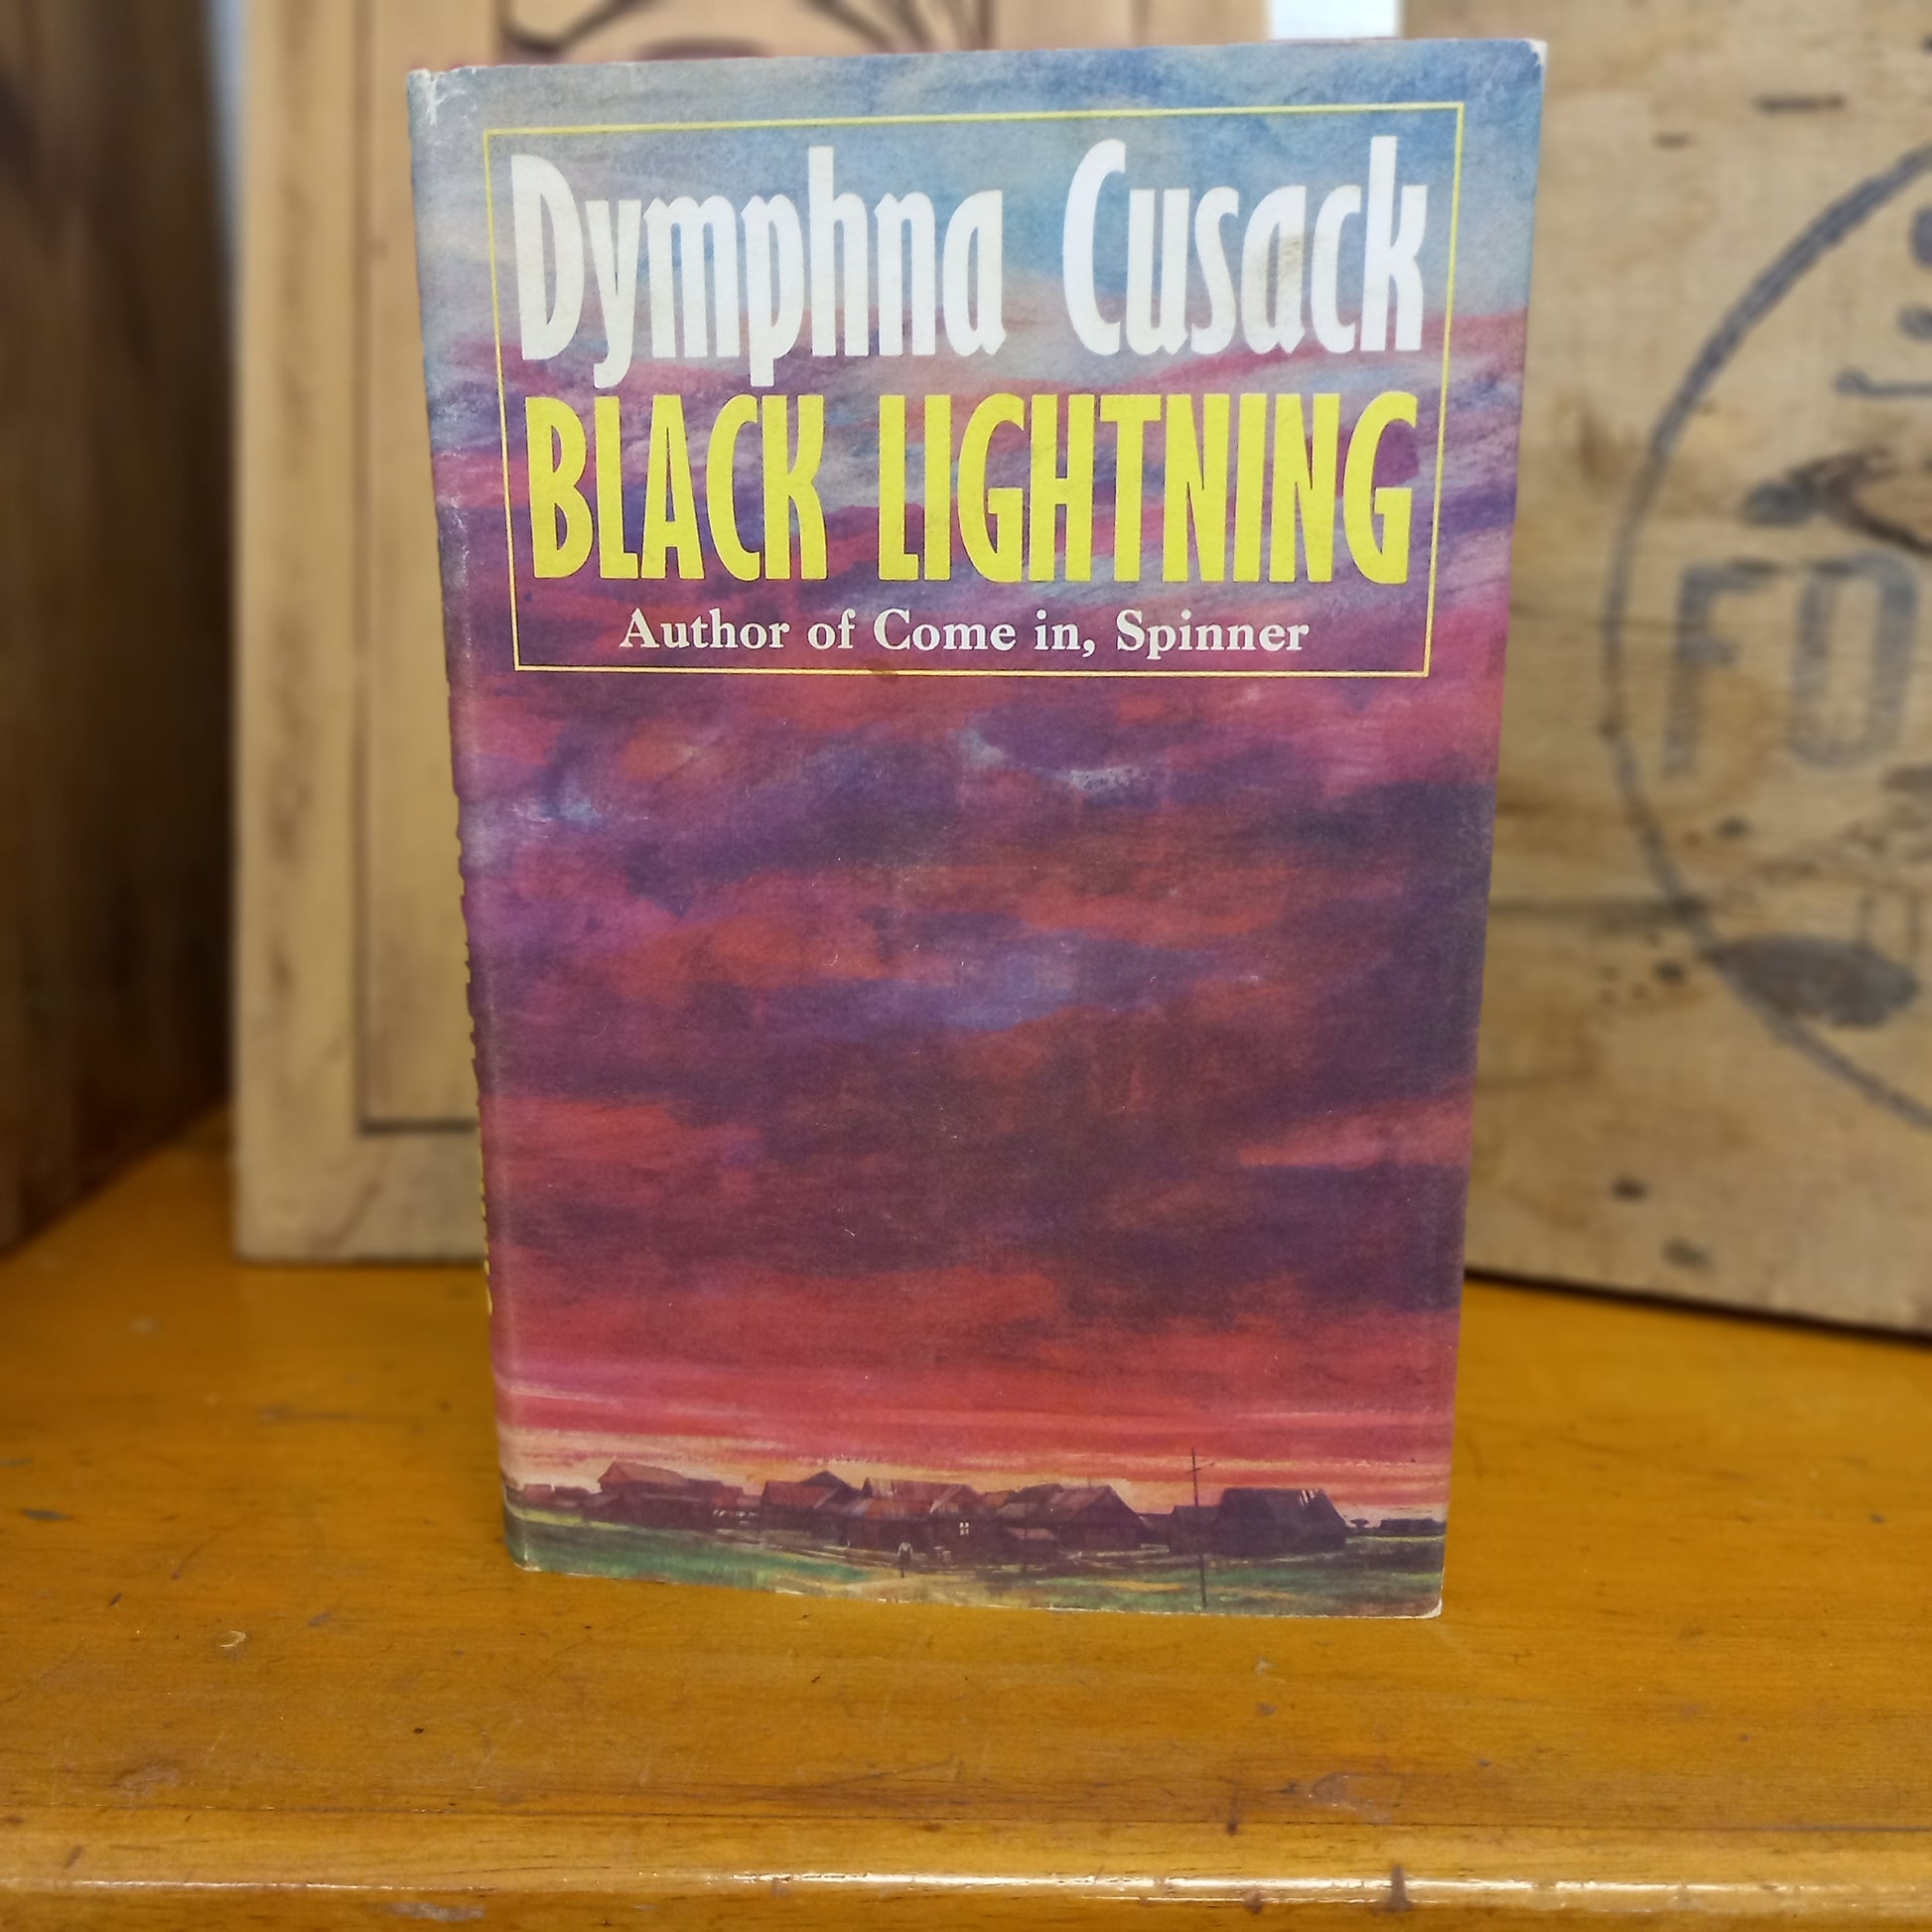 Dymphna Cusack
BLACK LIGHTNING
Author of Come in, Spinner